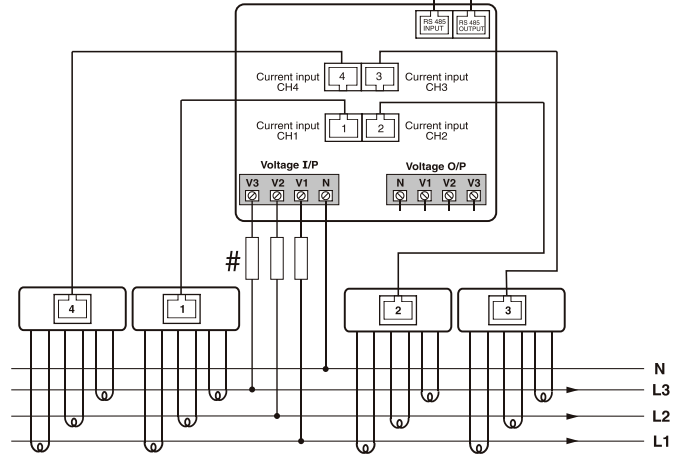 RS 485
INPUT
RS 485
OUTPUT
Current input
CH4
4
3
Current input
CH3
Current input
CH1
1
2
Current input
CH2
Voltage I/P
Voltage O/P
V3 V2 V1 N
N V1 V2 V3
#
4
1
2
3
N
L3
L2
L1